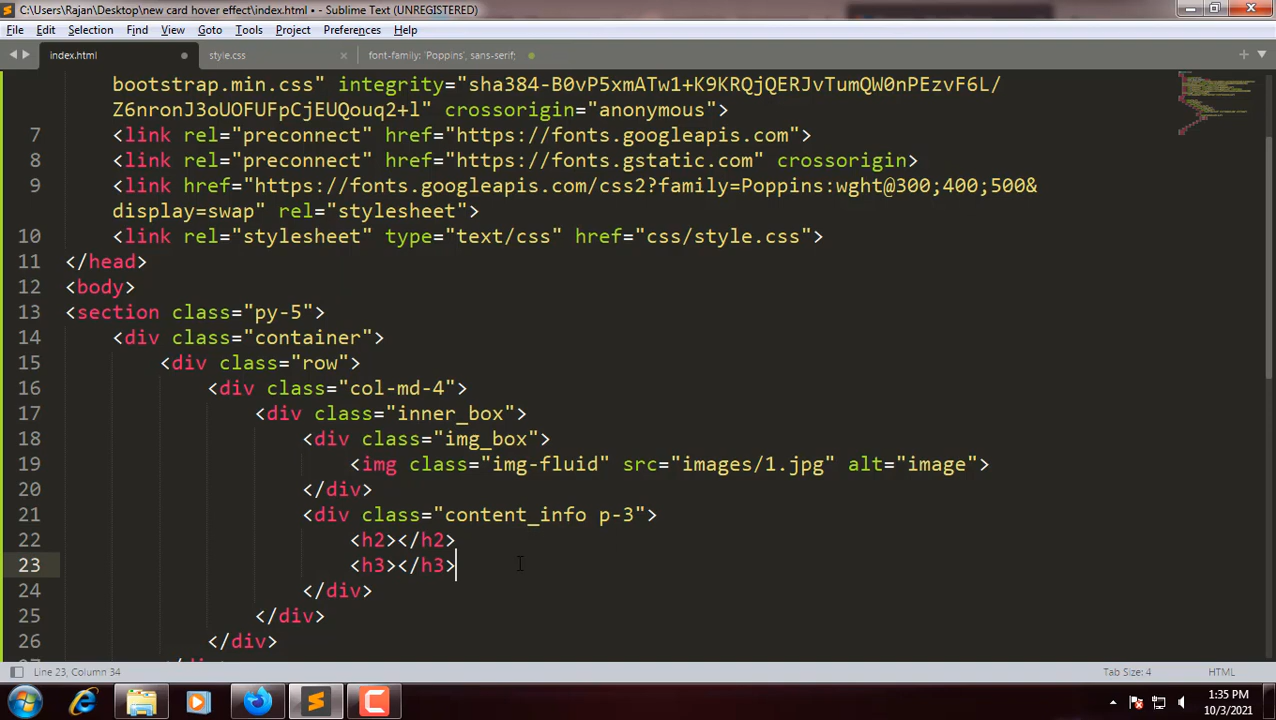 C:\Users\Rajan\Desktop\new card hover effect\index.html • - Sublime Text (UNREGISTERED)
File Edit Selection Find View Goto Tools Project Preferences Help
index.html style.css × font-family: 'Poppins', sans-serif;
bootstrap.min.css" integrity="sha384-B0vP5xmATw1+K9KRQjQERJvTumQW0nPEzvF6L/
Z6nronJ3oUOFUFpCjEUQouq2+l" crossorigin="anonymous">
7 <link rel="preconnect" href="https://fonts.googleapis.com">
8 <link rel="preconnect" href="https://fonts.gstatic.com" crossorigin>
9 <link href="https://fonts.googleapis.com/css2?family=Poppins:wght@300;400;500&
display=swap" rel="stylesheet">
10 <link rel="stylesheet" type="text/css" href="css/style.css">
11 </head>
12 <body>
13 <section class="py-5">
14 <div class="container">
15 <div class="row">
16 <div class="col-md-4">
17 <div class="inner_box">
18 <div class="img_box">
19 <img class="img-fluid" src="images/1.jpg" alt="image">
20 </div>
21 <div class="content_info p-3">
22 <h2></h2>
23 <h3></h3>
24 </div>
25 </div>
26 </div>
Line 23, Column 34 Tab Size: 4 HTML
1:35 PM
10/3/2021